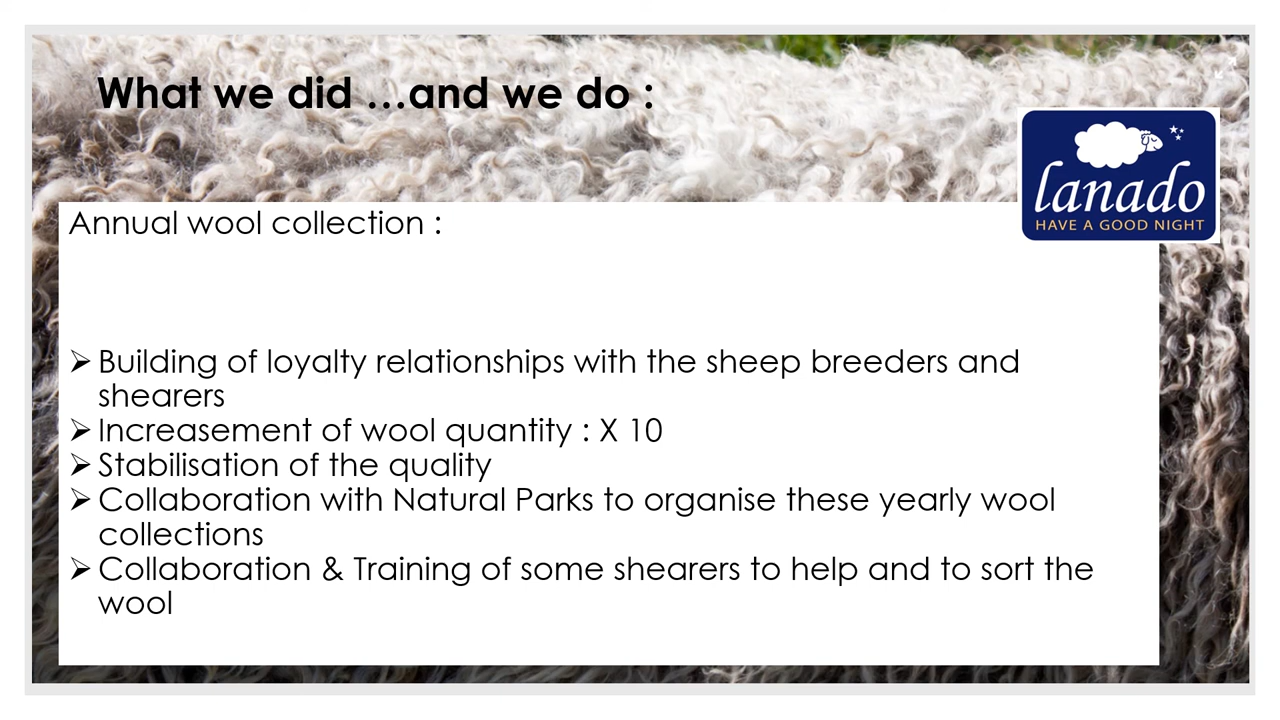 What we did ...and we do :
lanado
HAVE A GOOD NIGHT
Annual wool collection :
➢ Building of loyalty relationships with the sheep breeders and
shearers
➢ Increasement of wool quantity : X 10
➢ Stabilisation of the quality
➢ Collaboration with Natural Parks to organise these yearly wool
collections
➢ Collaboration & Training of some shearers to help and to sort the
wool